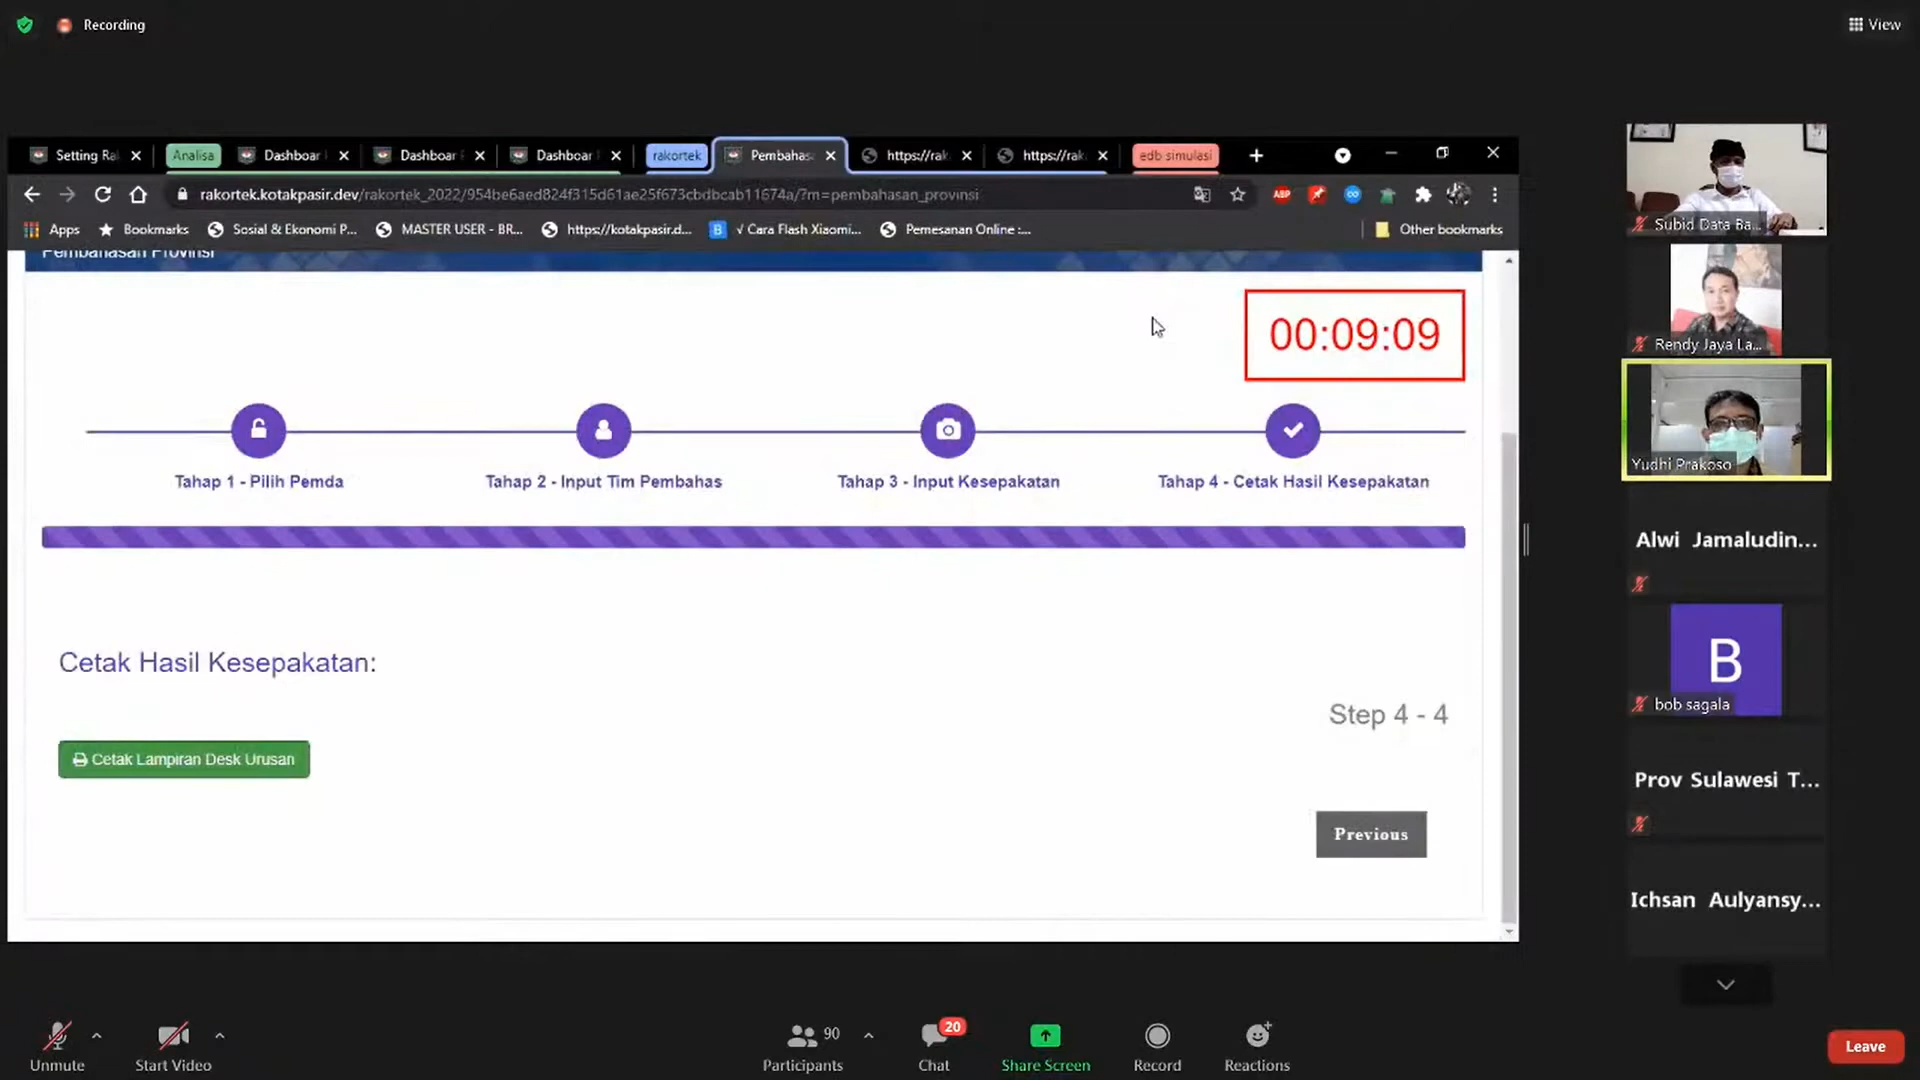 Recording
View
Setting Ra
Analisa
Dashboar
Dashboar
Dashboar
rakortek
Pembahas
https://rak
https://rak
edb simulasi
rakortek.kotakpasir.dev/rakortek_2022/954be6aed824f315d61ae25f673cbdbcab11674a/?m=pembahasan_provinsi
ABP
Apps
Bookmarks
Sosial & Ekonomi P...
MASTER USER - BR...
https://kotakpasir.d...
B
√ Cara Flash Xiaomi...
Pemesanan Online :...
Other bookmarks
Pembahasan Provinsi
00:09:09
Tahap 1 - Pilih Pemda
Tahap 2 - Input Tim Pembahas
Tahap 3 - Input Kesepakatan
Tahap 4 - Cetak Hasil Kesepakatan
Cetak Hasil Kesepakatan:
Step 4 - 4
Cetak Lampiran Desk Urusan
Previous
Subid Data Ba...
Rendy Jaya La...
Yudhi Prakoso
Alwi Jamaludin...
B
bob sagala
Prov Sulawesi T...
Ichsan Aulyansy...
Unmute
Start Video
90
Participants
20
Chat
Share Screen
Record
Reactions
Leave